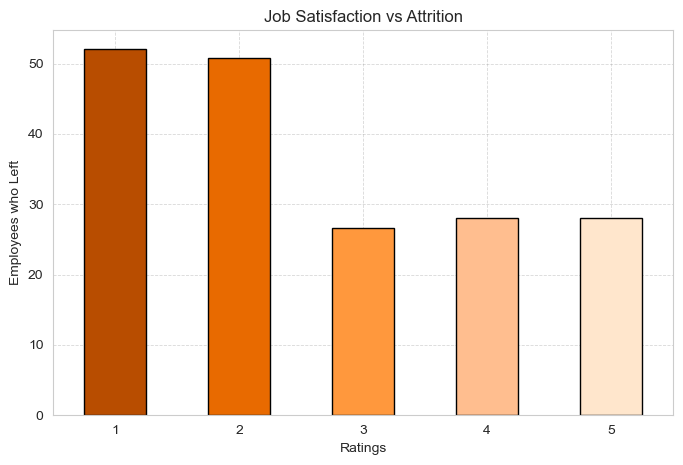 Job Satisfaction vs Attrition
Employees who Left
50
40
30
20
10
0
1 2 3 4 5
Ratings